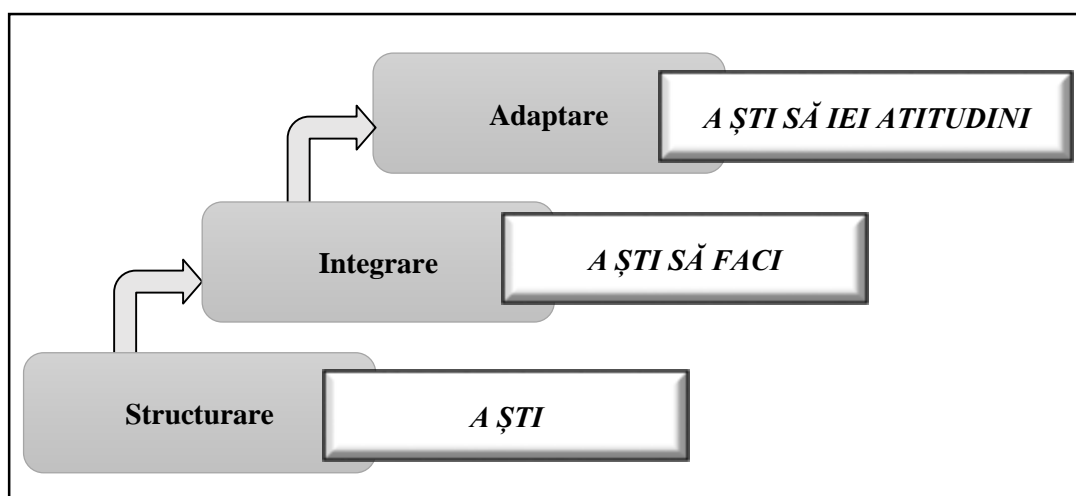 Adaptare
A ȘTI SĂ IEI ATITUDINI
Integrare
A ȘTI SĂ FACI
Structurare
A ȘTI